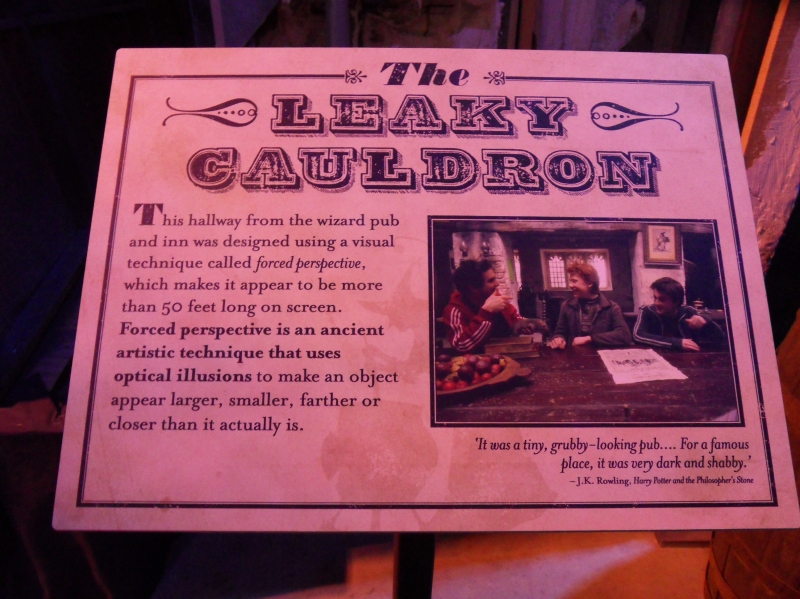 The
LEAKY
CAULDRON
This hallway from the wizard pub
and inn was designed using a visual
technique called forced perspective,
which makes it appear to be more
than 50 feet long on screen.
Forced perspective is an ancient
artistic technique that uses
optical illusions to make an object
appear larger, smaller, farther or
closer than it actually is.
'It was a tiny, grubby-looking pub.... For a famous
place, it was very dark and shabby.'
– J.K. Rowling, Harry Potter and the Philosopher's Stone